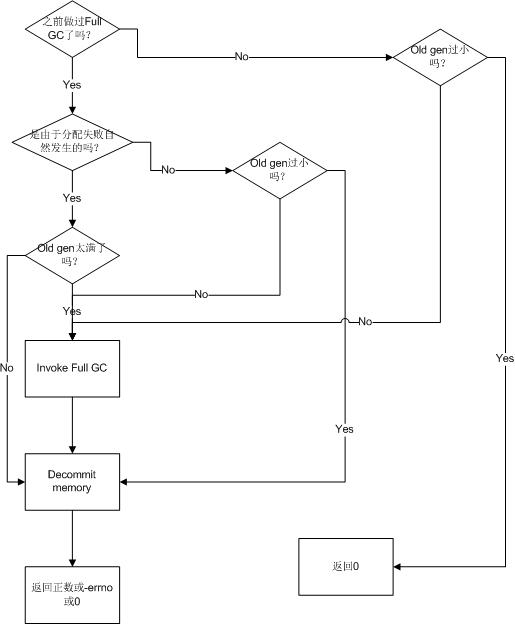 之前做过Full
GC了吗?
No
Old gen过小
吗?
Yes
是由于分配失败自
然发生的吗?
No
Old gen过小
吗?
Yes
Old gen太满了
吗?
No
Yes
No
Invoke Full GC
No
Yes
Yes
Decommit
memory
返回正数或-errno
或0
返回0